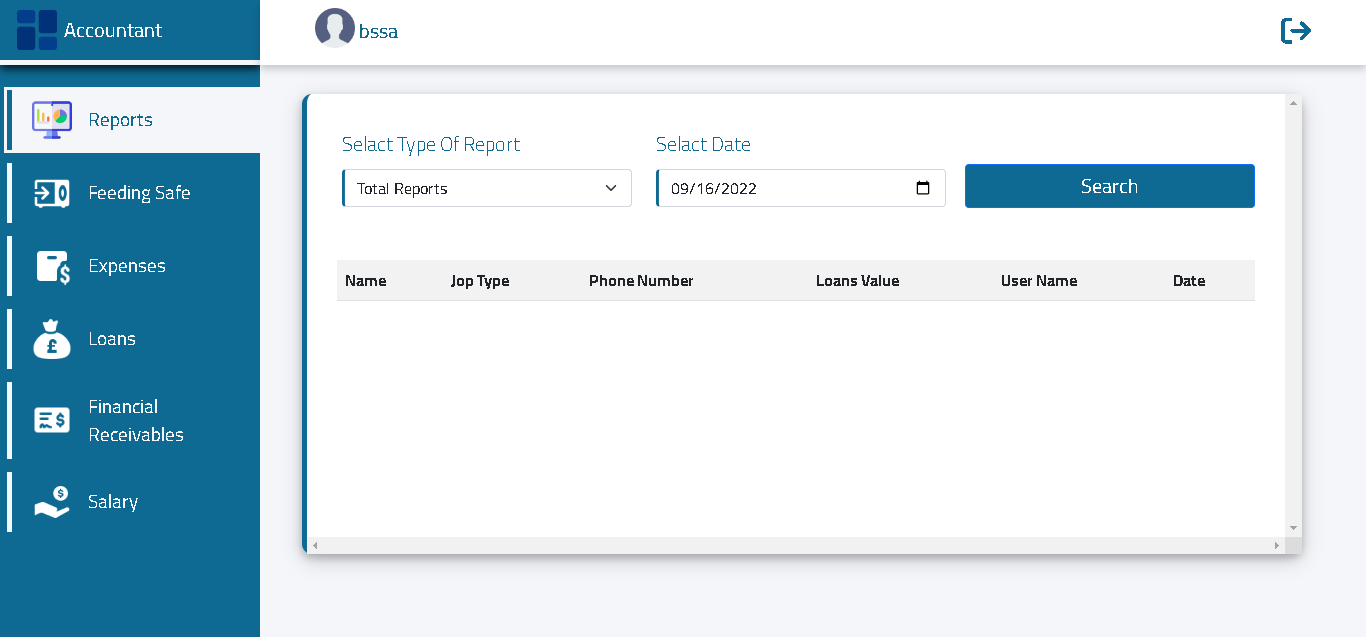 Accountant
bssa
Reports
Feeding Safe
Expenses
Loans
Financial
Receivables
Salary
Selact Type Of Report
Selact Date
Total Reports
09/16/2022
Search
Name Jop Type Phone Number Loans Value User Name Date